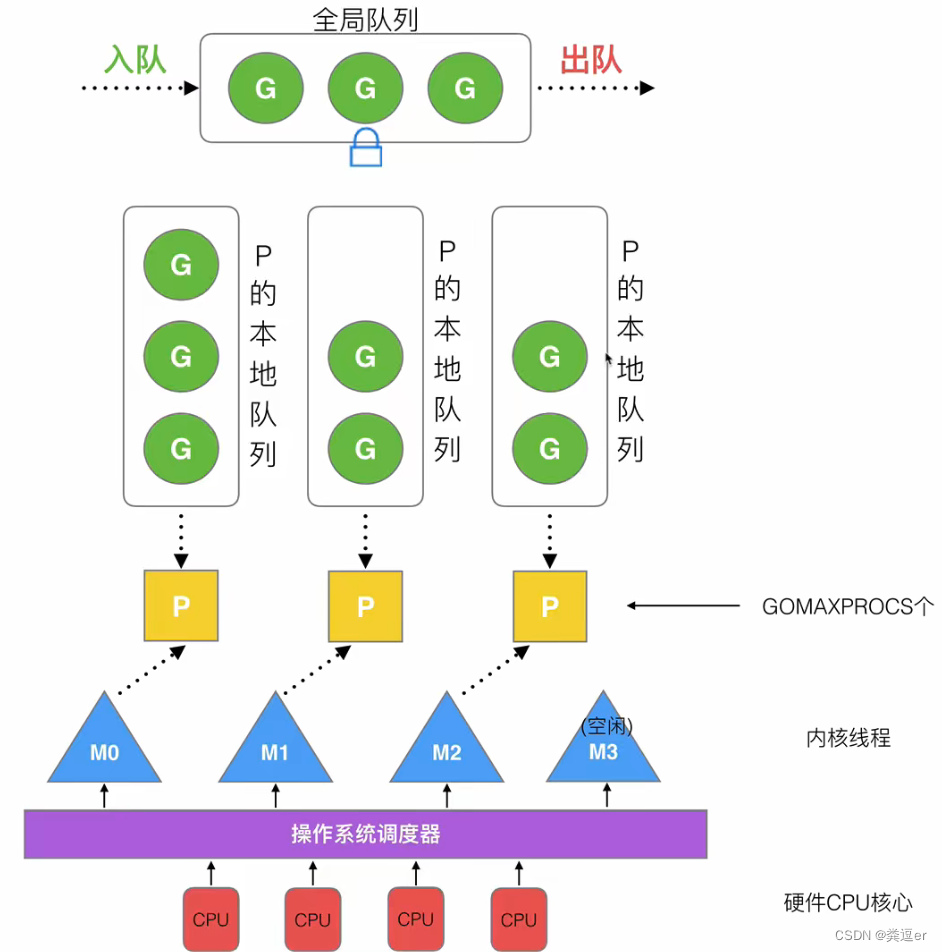 全局队列
入队
出队
G G G
G
G
G
P的本地队列
G
G
P的本地队列
G
G
P的本地队列
P P P
GOMAXPROCS个
M0
M1
M2
(空闲)
M3
内核线程
操作系统调度器
CPU CPU CPU CPU
硬件CPU核心
CSDN @龚逗er